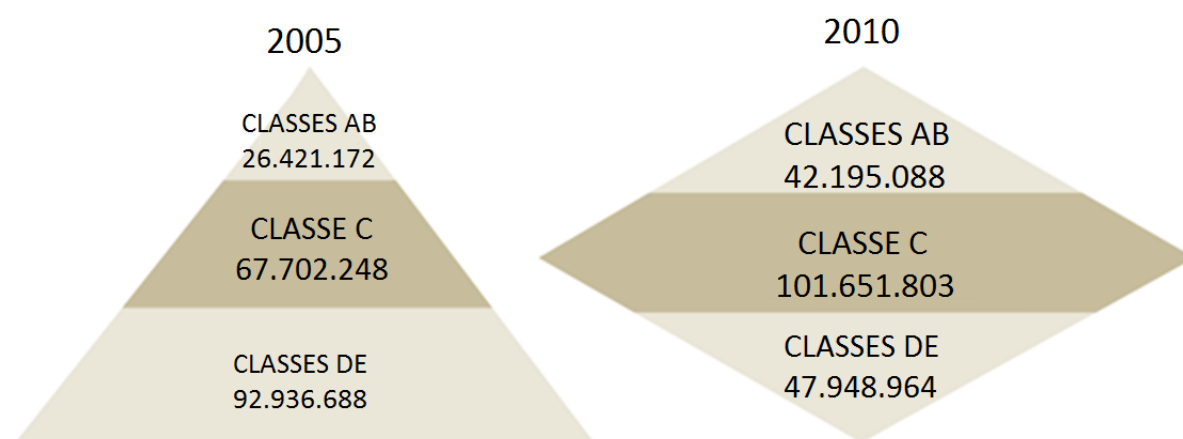 2005
CLASSES AB
26.421.172
CLASSE C
67.702.248
CLASSES DE
92.936.688
2010
CLASSES AB
42.195.088
CLASSE C
101.651.803
CLASSES DE
47.948.964